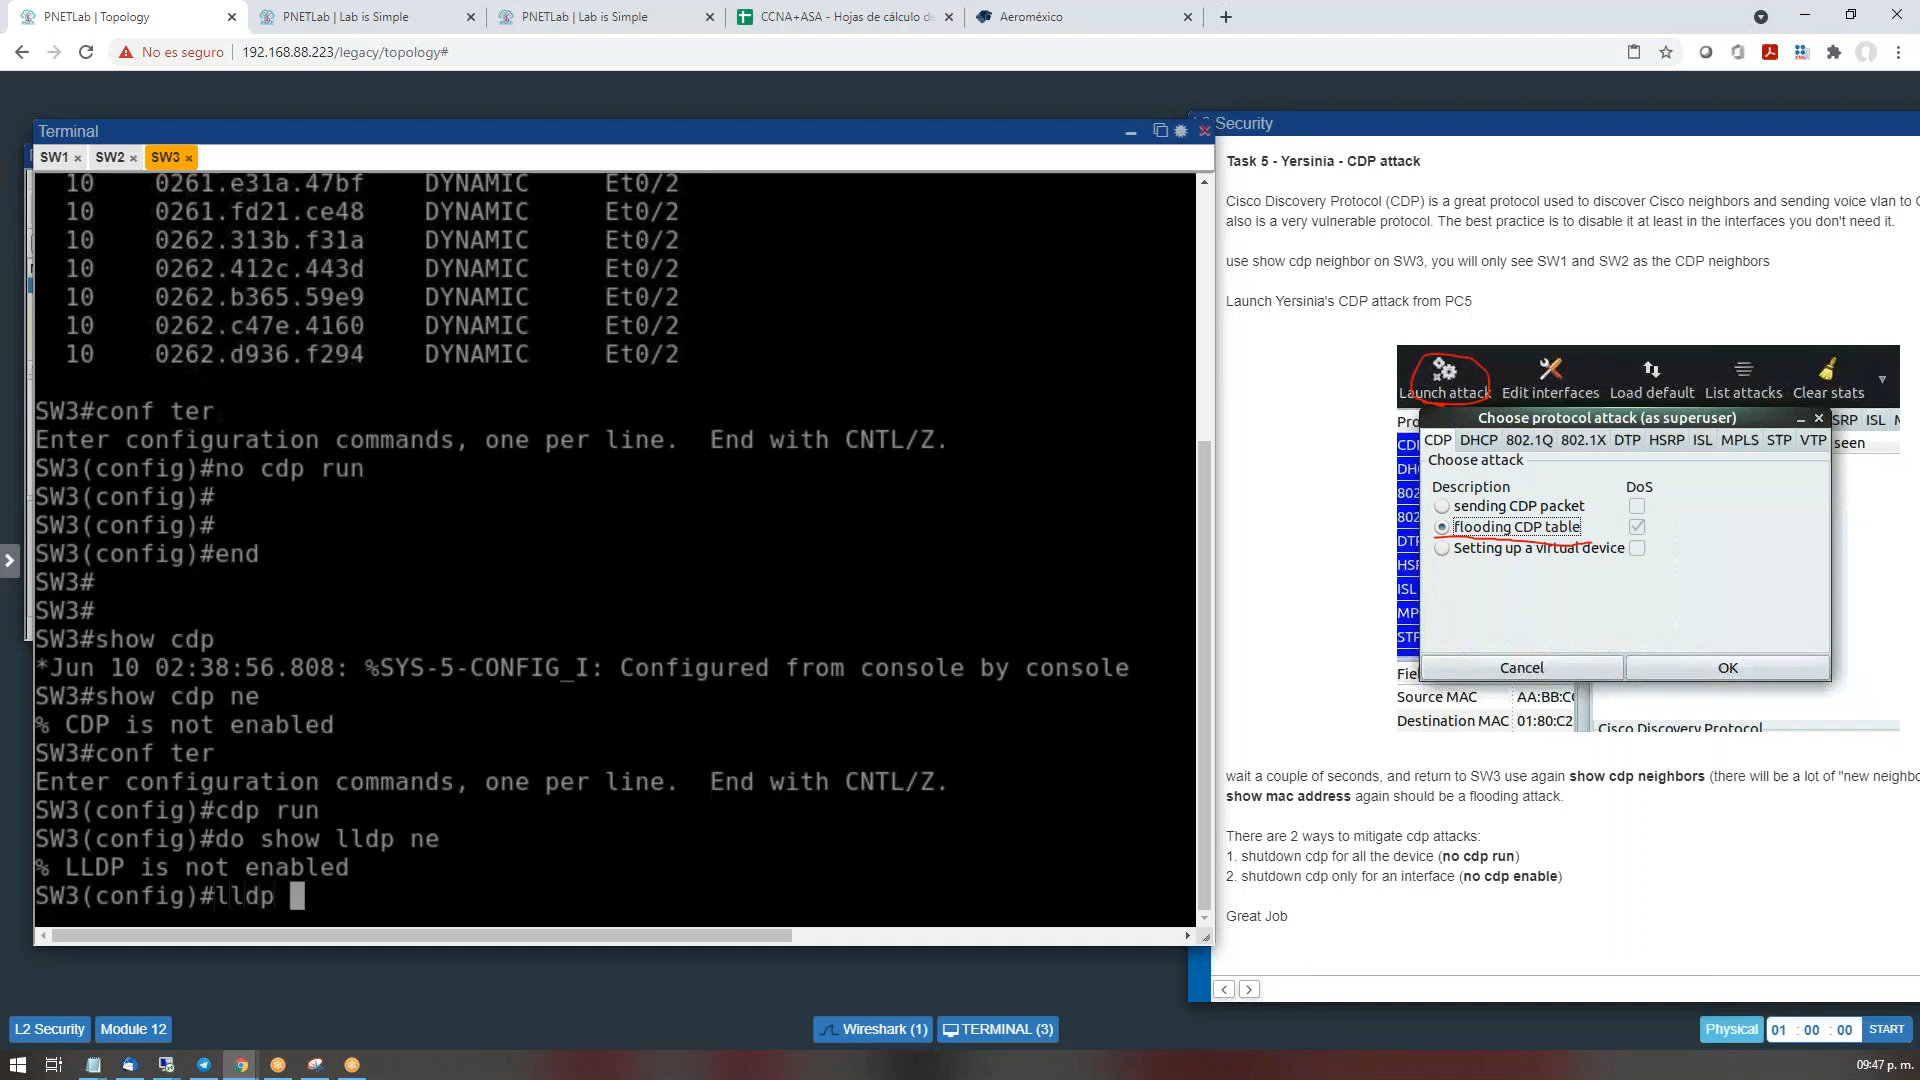 PNETLab | Topology
PNETLab | Lab is Simple
PNETLab | Lab is Simple
CCNA+ASA - Hojas de cálculo de
Aeroméxico
No es seguro
192.168.88.223/legacy/topology#
Terminal
SW1
SW2
SW3
10 0261.e31a.47bf DYNAMIC Et0/2
10 0261.fd21.ce48 DYNAMIC Et0/2
10 0262.313b.f31a DYNAMIC Et0/2
10 0262.412c.443d DYNAMIC Et0/2
10 0262.b365.59e9 DYNAMIC Et0/2
10 0262.c47e.4160 DYNAMIC Et0/2
10 0262.d936.f294 DYNAMIC Et0/2
SW3#conf ter
Enter configuration commands, one per line. End with CNTL/Z.
SW3(config)#no cdp run
SW3(config)#
SW3(config)#
SW3(config)#end
SW3#
SW3#
SW3#show cdp
*Jun 10 02:38:56.808: %SYS-5-CONFIG_I: Configured from console by console
SW3#show cdp ne
% CDP is not enabled
SW3#conf ter
Enter configuration commands, one per line. End with CNTL/Z.
SW3(config)#cdp run
SW3(config)#do show lldp ne
% LLDP is not enabled
SW3(config)#lldp
Security
Task 5 - Yersinia - CDP attack
Cisco Discovery Protocol (CDP) is a great protocol used to discover Cisco neighbors and sending voice vlan to
also is a very vulnerable protocol. The best practice is to disable it at least in the interfaces you don't need it.
use show cdp neighbor on SW3, you will only see SW1 and SW2 as the CDP neighbors
Launch Yersinia's CDP attack from PC5
Launch attack Edit interfaces Load default List attacks Clear stats
Choose protocol attack (as superuser)
CDP DHCP 802.1Q 802.1X DTP HSRP ISL MPLS STP VTP
Choose attack
Description DoS
sending CDP packet
flooding CDP table
Setting up a virtual device
Cancel OK
SRP ISL
seen
Source MAC AA:BB:C
Destination MAC 01:80:C2
Cisco Discovery Protocol
wait a couple of seconds, and return to SW3 use again show cdp neighbors (there will be a lot of "new neighbo
show mac address again should be a flooding attack.
There are 2 ways to mitigate cdp attacks:
1. shutdown cdp for all the device (no cdp run)
2. shutdown cdp only for an interface (no cdp enable)
Great Job
L2 Security
Module 12
Wireshark (1)
TERMINAL (3)
Physical
01 : 00 : 00
START
09:47 p. m.